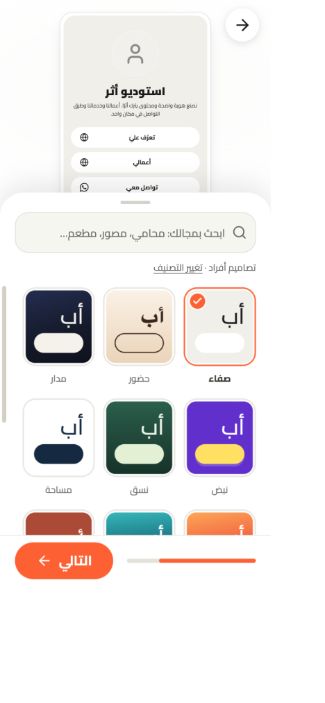 استوديو أثر
نصنع هوية واضحة ومحتوى يترك أثرًا. أعمالنا وخدماتنا وطرق
التواصل في مكان واحد.
تعرّف عليّ
أعمالي
تواصل معي
ابحث بمجالك: محامي، مصور، مطعم...
تصاميم أفراد · تغيير التصنيف
أب
أب
أب
صفاء
حضور
مدار
أب
أب
أب
نبض
نسق
مساحة
التالي